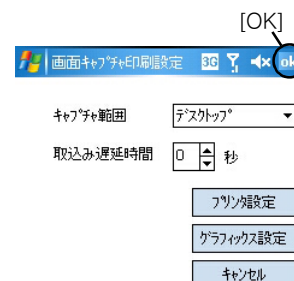 [OK]
画面ｷｬﾌﾟﾁｬ印刷設定 3G ok
ｷｬﾌﾟﾁｬ範囲 ﾃﾞｽｸﾄｯﾌﾟ
取込み遅延時間 0 秒
ﾌﾟﾘﾝﾀ設定
ｸﾞﾗﾌｨｯｸｽ設定
ｷｬﾝｾﾙ